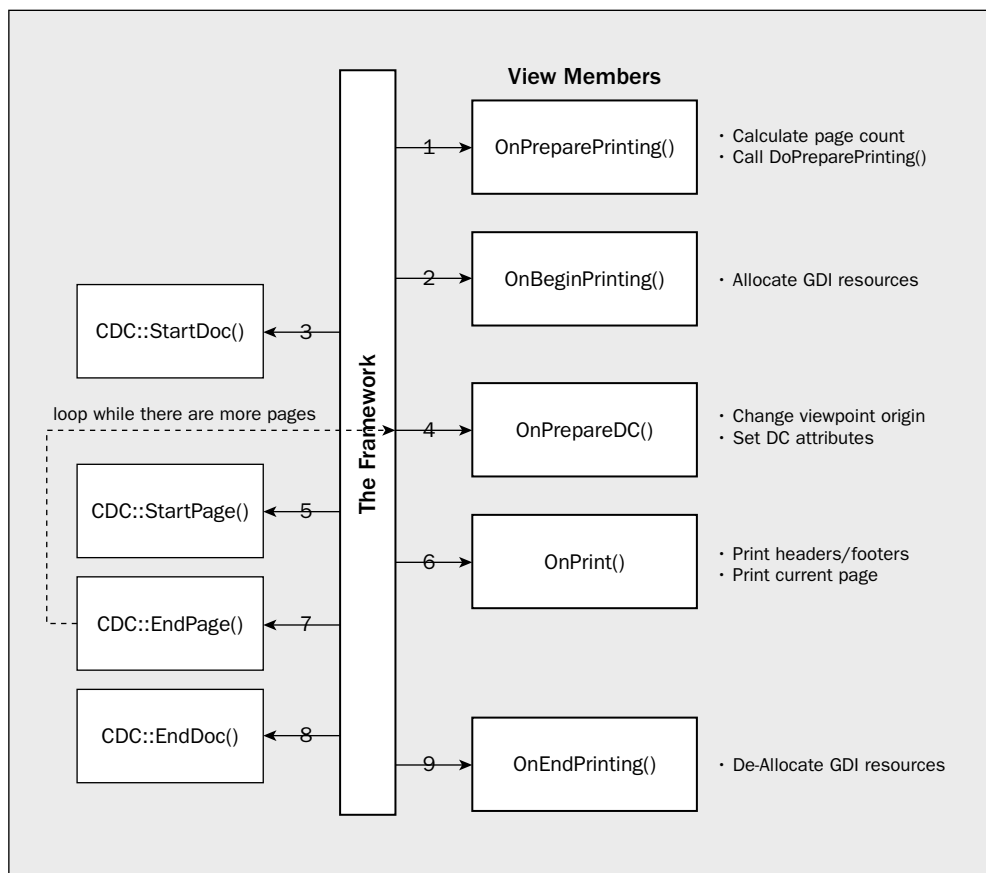 View Members
1
OnPreparePrinting()
· Calculate page count
· Call DoPreparePrinting()
2
OnBeginPrinting()
· Allocate GDI resources
CDC::StartDoc()
3
The Framework
loop while there are more pages
4
OnPrepareDC()
· Change viewpoint origin
· Set DC attributes
CDC::StartPage()
5
6
OnPrint()
· Print headers/footers
· Print current page
CDC::EndPage()
7
CDC::EndDoc()
8
9
OnEndPrinting()
· De-Allocate GDI resources